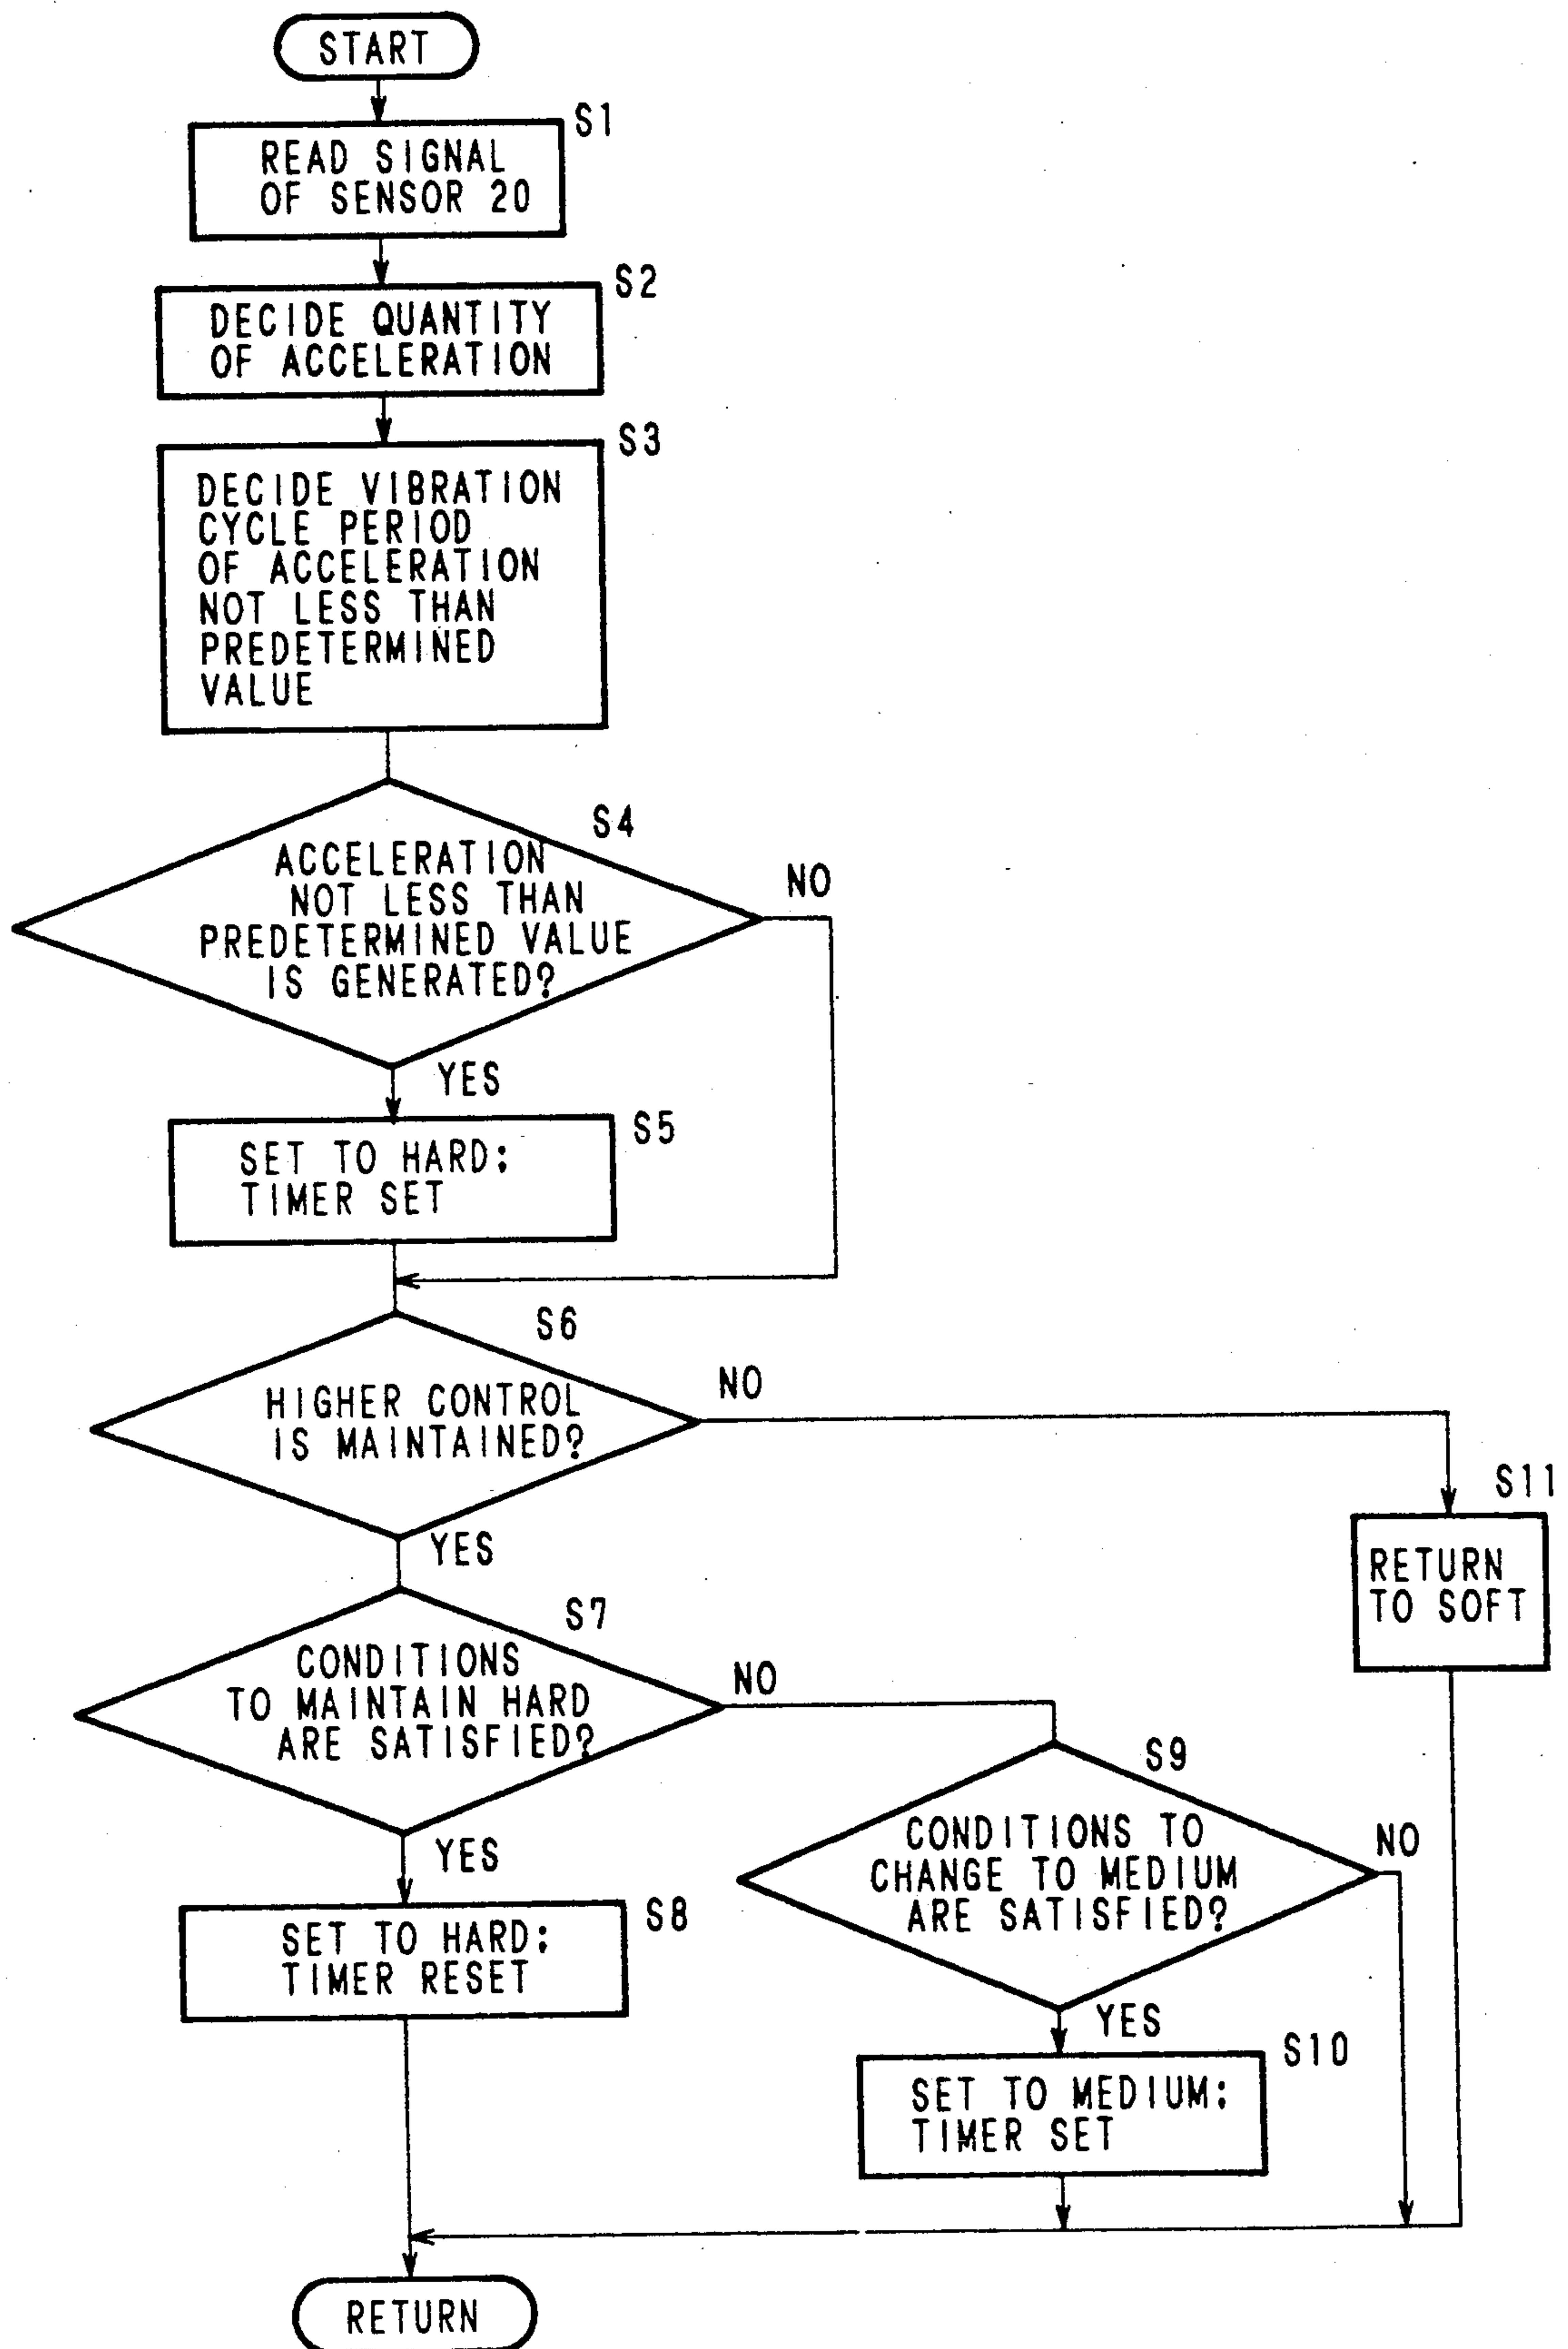 START
S1
READ SIGNAL
OF SENSOR 20
S2
DECIDE QUANTITY
OF ACCELERATION
S3
DECIDE VIBRATION
CYCLE PERIOD
OF ACCELERATION
NOT LESS THAN
PREDETERMINED
VALUE
S4
ACCELERATION
NOT LESS THAN
PREDETERMINED VALUE
IS GENERATED?
NO
YES
S5
SET TO HARD:
TIMER SET
S6
HIGHER CONTROL
IS MAINTAINED?
NO
YES
S11
RETURN
TO SOFT
S7
CONDITIONS
TO MAINTAIN HARD
ARE SATISFIED?
NO
YES
S9
CONDITIONS TO
CHANGE TO MEDIUM
ARE SATISFIED?
NO
YES
S8
SET TO HARD:
TIMER RESET
S10
SET TO MEDIUM:
TIMER SET
RETURN